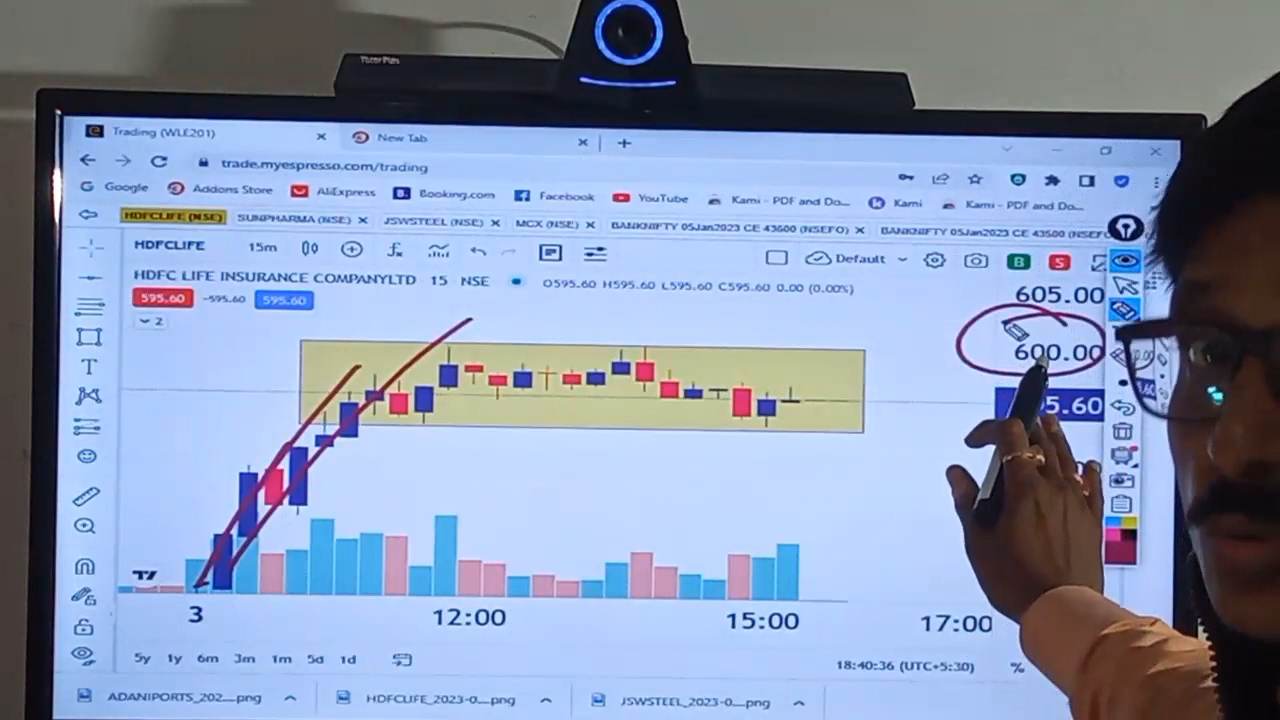 Trading (WLE201)
New Tab
trade.myespresso.com/trading
Google Addons Store AliExpress Booking.com Facebook YouTube Kami - PDF and Do... Kami Kami - PDF and Do...
HDFCLIFE (NSE) SUNPHARMA (NSE) JSWSTEEL (NSE) MCX (NSE) BANKNIFTY 05Jan2023 CE 43600 (NSEFO) BANKNIFTY 05Jan2023 CE 43500 (NSEFO
HDFCLIFE 15m Default B S
HDFC LIFE INSURANCE COMPANYLTD 15 NSE O595.60 H595.60 L595.60 C595.60 0.00 (0.00%)
605.00
595.60 -595.60 595.60
2
600.00
5.60
3 12:00 15:00 17:00
5y 1y 6m 3m 1m 5d 1d 18:40:36 (UTC+5:30) %
ADANIPORTS_202....png HDFCLIFE_2023-0....png JSWSTEEL_2023-0....png